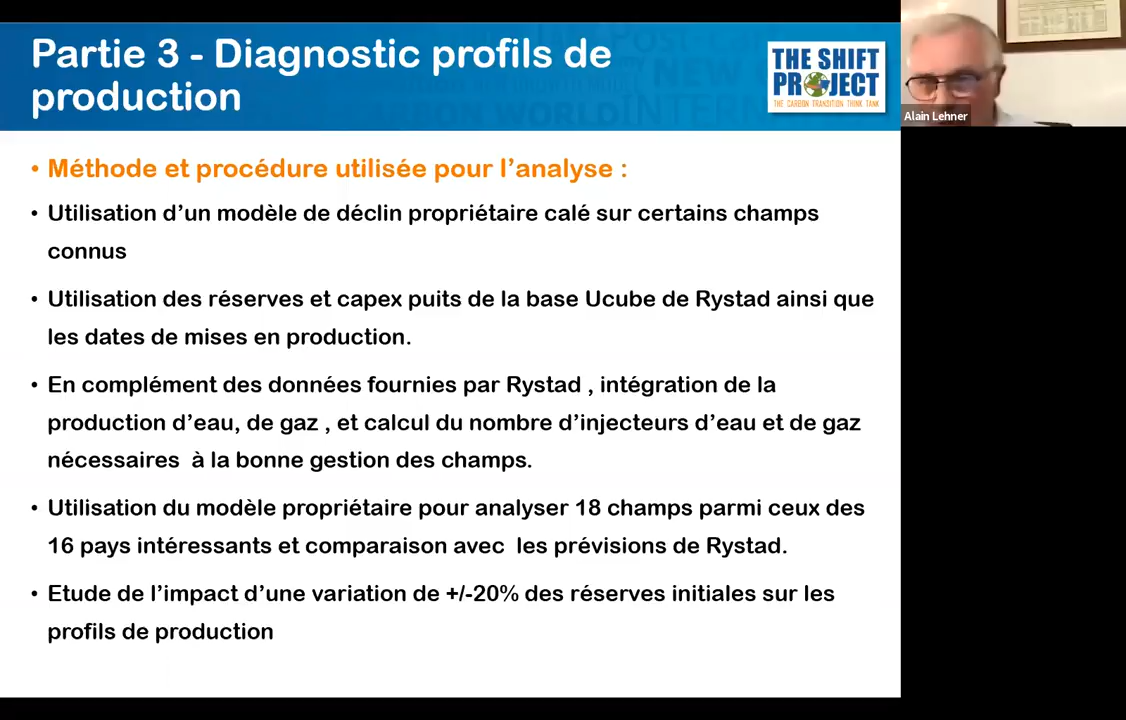 Partie 3 - Diagnostic profils de
production
THE SHIFT
PROJECT
THE CARBON TRANSITION THINK TANK
Alain Lehner
• Méthode et procédure utilisée pour l’analyse :
• Utilisation d’un modèle de déclin propriétaire calé sur certains champs
connus
• Utilisation des réserves et capex puits de la base Ucube de Rystad ainsi que
les dates de mises en production.
• En complément des données fournies par Rystad , intégration de la
production d’eau, de gaz , et calcul du nombre d’injecteurs d’eau et de gaz
nécessaires à la bonne gestion des champs.
• Utilisation du modèle propriétaire pour analyser 18 champs parmi ceux des
16 pays intéressants et comparaison avec les prévisions de Rystad.
• Etude de l’impact d’une variation de +/-20% des réserves initiales sur les
profils de production